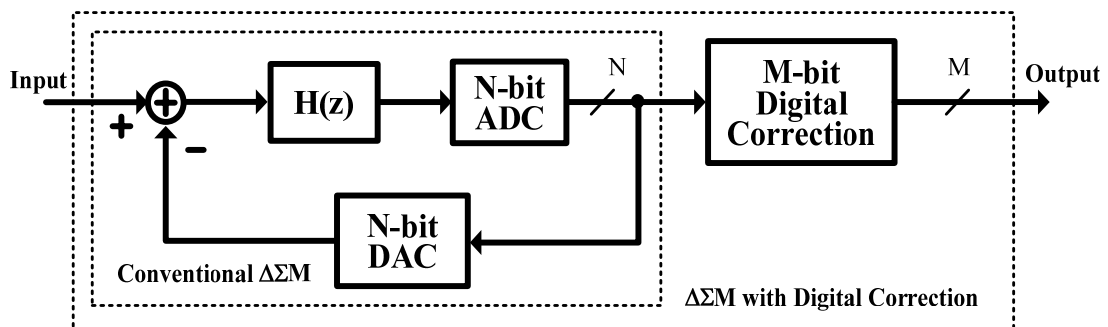 Input
+
+
−
H(z)
N-bit
ADC
N
M-bit
Digital
Correction
M
Output
N-bit
DAC
Conventional ΔΣM
ΔΣM with Digital Correction